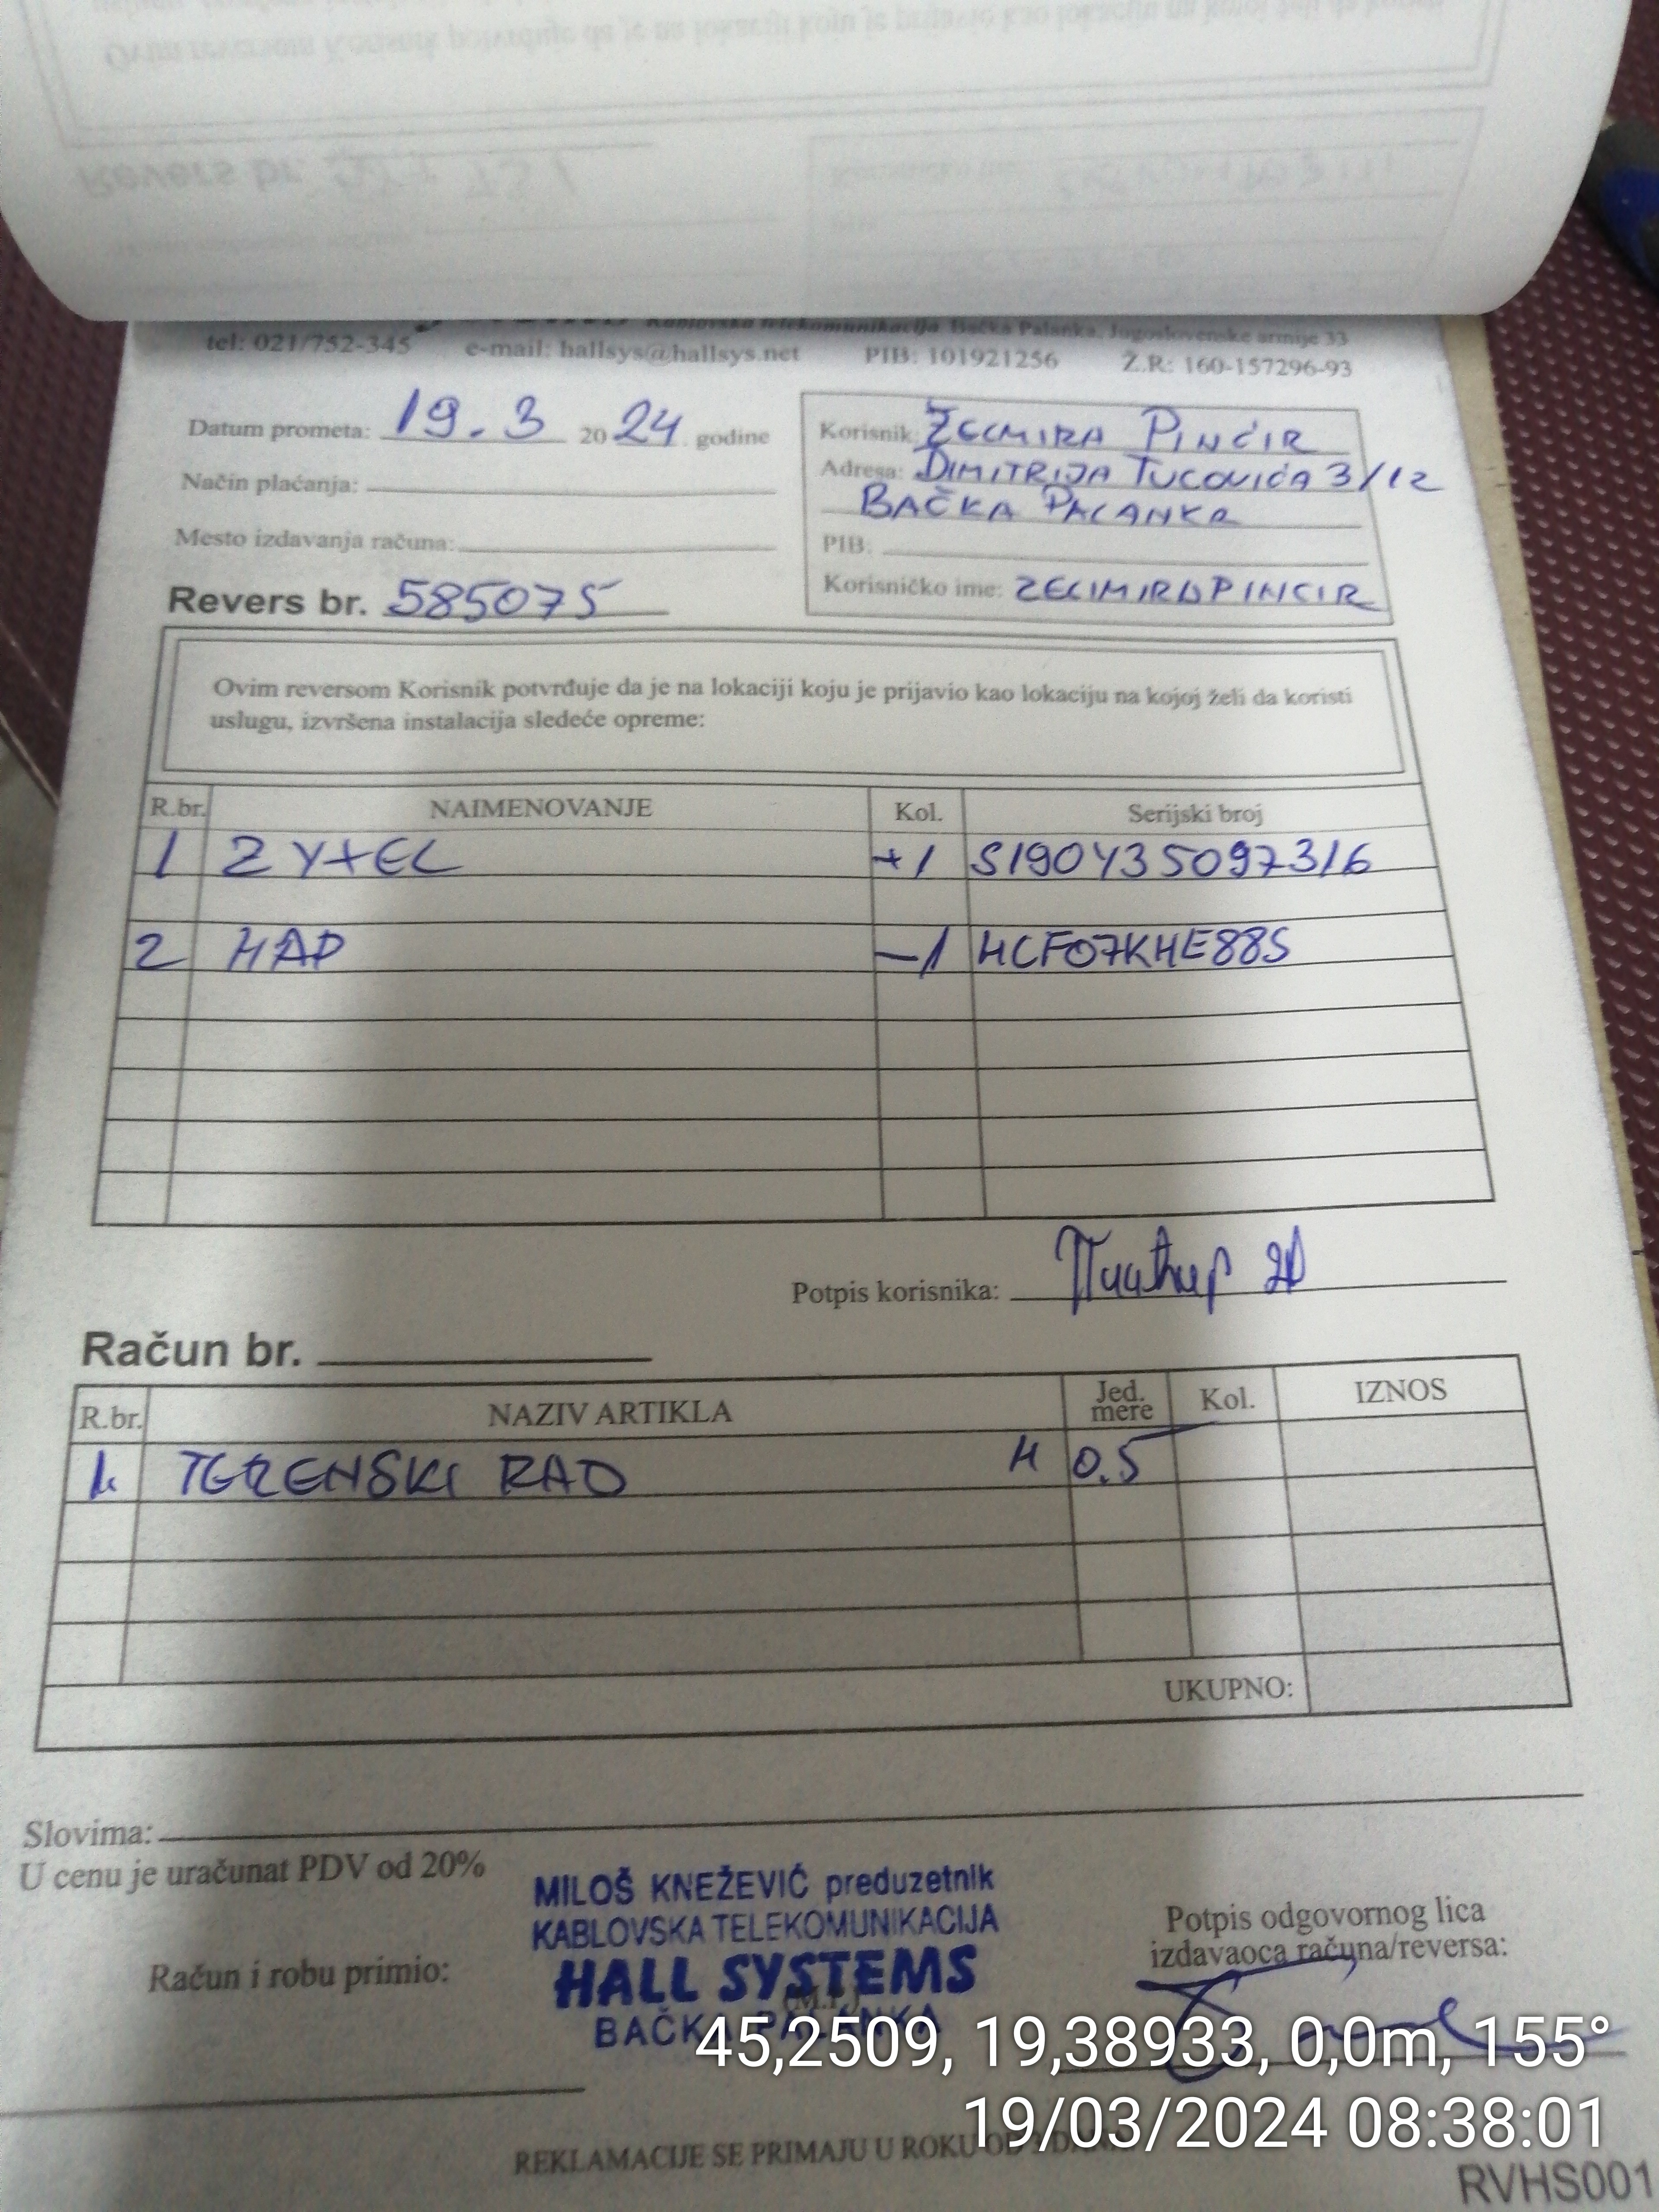 Kablovska telekomunikacija Bačka Palanka, Jugoslovenske armije 33
tel: 021/752-345 e-mail: hallsys@hallsys.net PIB: 101921256 Ž.R: 160-157296-93
Datum prometa: 19.3 2024 godine
Način plaćanja:
Mesto izdavanja računa:
Revers br. 585075
Korisnik: ŽELMIRA PINĆIR
Adresa: DIMITRIJA TUCOVIĆA 3/12
BAČKA PALANKA
PIB:
Korisničko ime: ZELIMIRAPINCIR
Ovim reversom Korisnik potvrđuje da je na lokaciji koju je prijavio kao lokaciju na kojoj želi da koristi
uslugu, izvršena instalacija sledeće opreme:
R.br. NAIMENOVANJE Kol. Serijski broj
1 ZYXEL +1 S190Y35097316
2 HAP -1 HCF07KHE88S
Potpis korisnika:
Račun br.
R.br. NAZIV ARTIKLA Jed. mere Kol. IZNOS
1. TERENSKI RAD H 0.5
UKUPNO:
Slovima:
U cenu je uračunat PDV od 20%
MILOŠ KNEŽEVIĆ preduzetnik
KABLOVSKA TELEKOMUNIKACIJA
HALL SYSTEMS
(M.P.)
BAČKA PALANKA
Račun i robu primio:
Potpis odgovornog lica
izdavaoca računa/reversa:
45,2509, 19,38933, 0,0m, 155°
19/03/2024 08:38:01
REKLAMACIJE SE PRIMAJU U ROKU OD
RVHS001